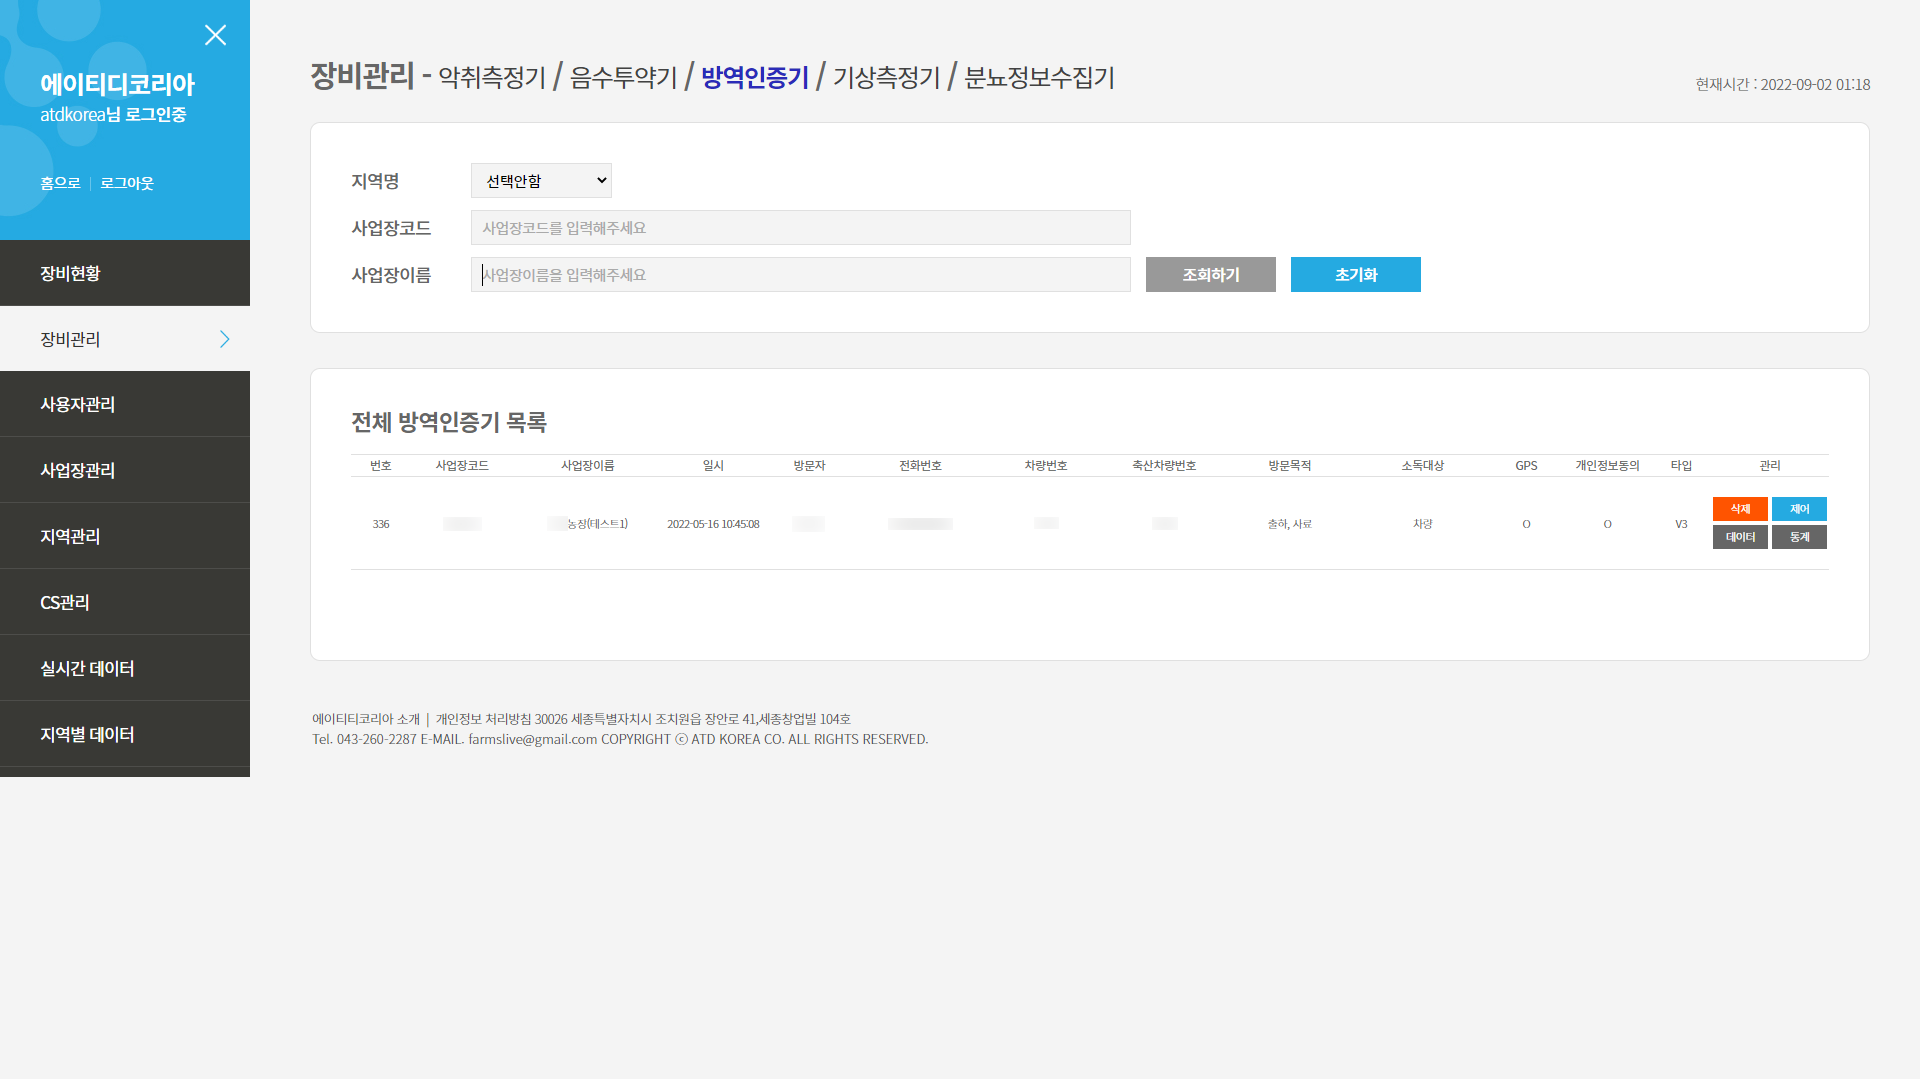 에이티디코리아
atdkorea님 로그인중
홈으로 | 로그아웃
장비현황
장비관리
사용자관리
사업장관리
지역관리
CS관리
실시간 데이터
지역별 데이터
장비관리 - 악취측정기 / 음수투약기 / 방역인증기 / 기상측정기 / 분뇨정보수집기
현재시간 : 2022-09-02 01:18
지역명 선택안함
사업장코드 사업장코드를 입력해주세요
사업장이름 사업장이름을 입력해주세요 조회하기 초기화
전체 방역인증기 목록
번호 사업장코드 사업장이름 일시 방문자 전화번호 차량번호 축산차량번호 방문목적 소독대상 GPS 개인정보동의 타입 관리
336 농장(테스트1) 2022-05-16 10:45:08 출하, 사료 차량 O O V3 삭제 제어
데이터 통계
에이티티코리아 소개 | 개인정보 처리방침 30026 세종특별자치시 조치원읍 장안로 41,세종창업빌 104호
Tel. 043-260-2287 E-MAIL. farmslive@gmail.com COPYRIGHT ⓒ ATD KOREA CO. ALL RIGHTS RESERVED.